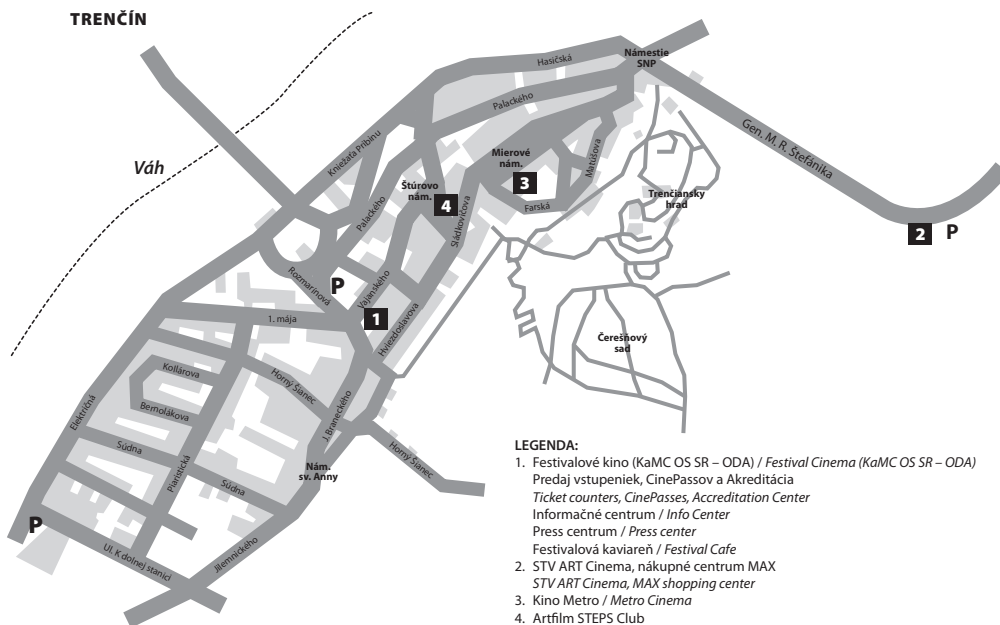 TRENČÍN
Námestie
SNP
Hasičská
Palackého
Gen. M. R. Štefánika
Kniežaťa Pribinu
Váh
Mierové
nám.
3
Matúšova
Farská
Štúrovo
nám.
4
Palackého
Sládkovičova
Trenčiansky
hrad
2
P
Rozmarínová
P
Vajanského
1
Hviezdoslavova
1. mája
Čerešňový
sad
Kollárova
Horný Šianec
Bernolákova
Električná
J. Braneckého
Súdna
Piaristická
Horný Šianec
Nám.
sv. Anny
Súdna
P
Ul. K dolnej stanici
Jilemnického
LEGENDA:
1. Festivalové kino (KaMC OS SR – ODA) / Festival Cinema (KaMC OS SR – ODA)
Predaj vstupeniek, CinePassov a Akreditácia
Ticket counters, CinePasses, Accreditation Center
Informačné centrum / Info Center
Press centrum / Press center
Festivalová kaviareň / Festival Cafe
2. STV ART Cinema, nákupné centrum MAX
STV ART Cinema, MAX shopping center
3. Kino Metro / Metro Cinema
4. Artfilm STEPS Club